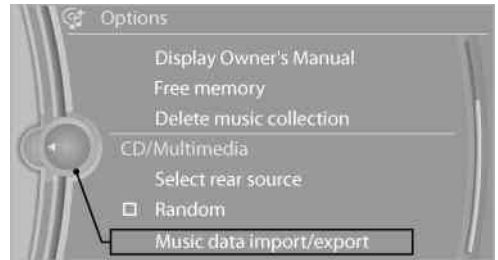 Options
Display Owner's Manual
Free memory
Delete music collection
CD/Multimedia
Select rear source
Random
Music data import/export